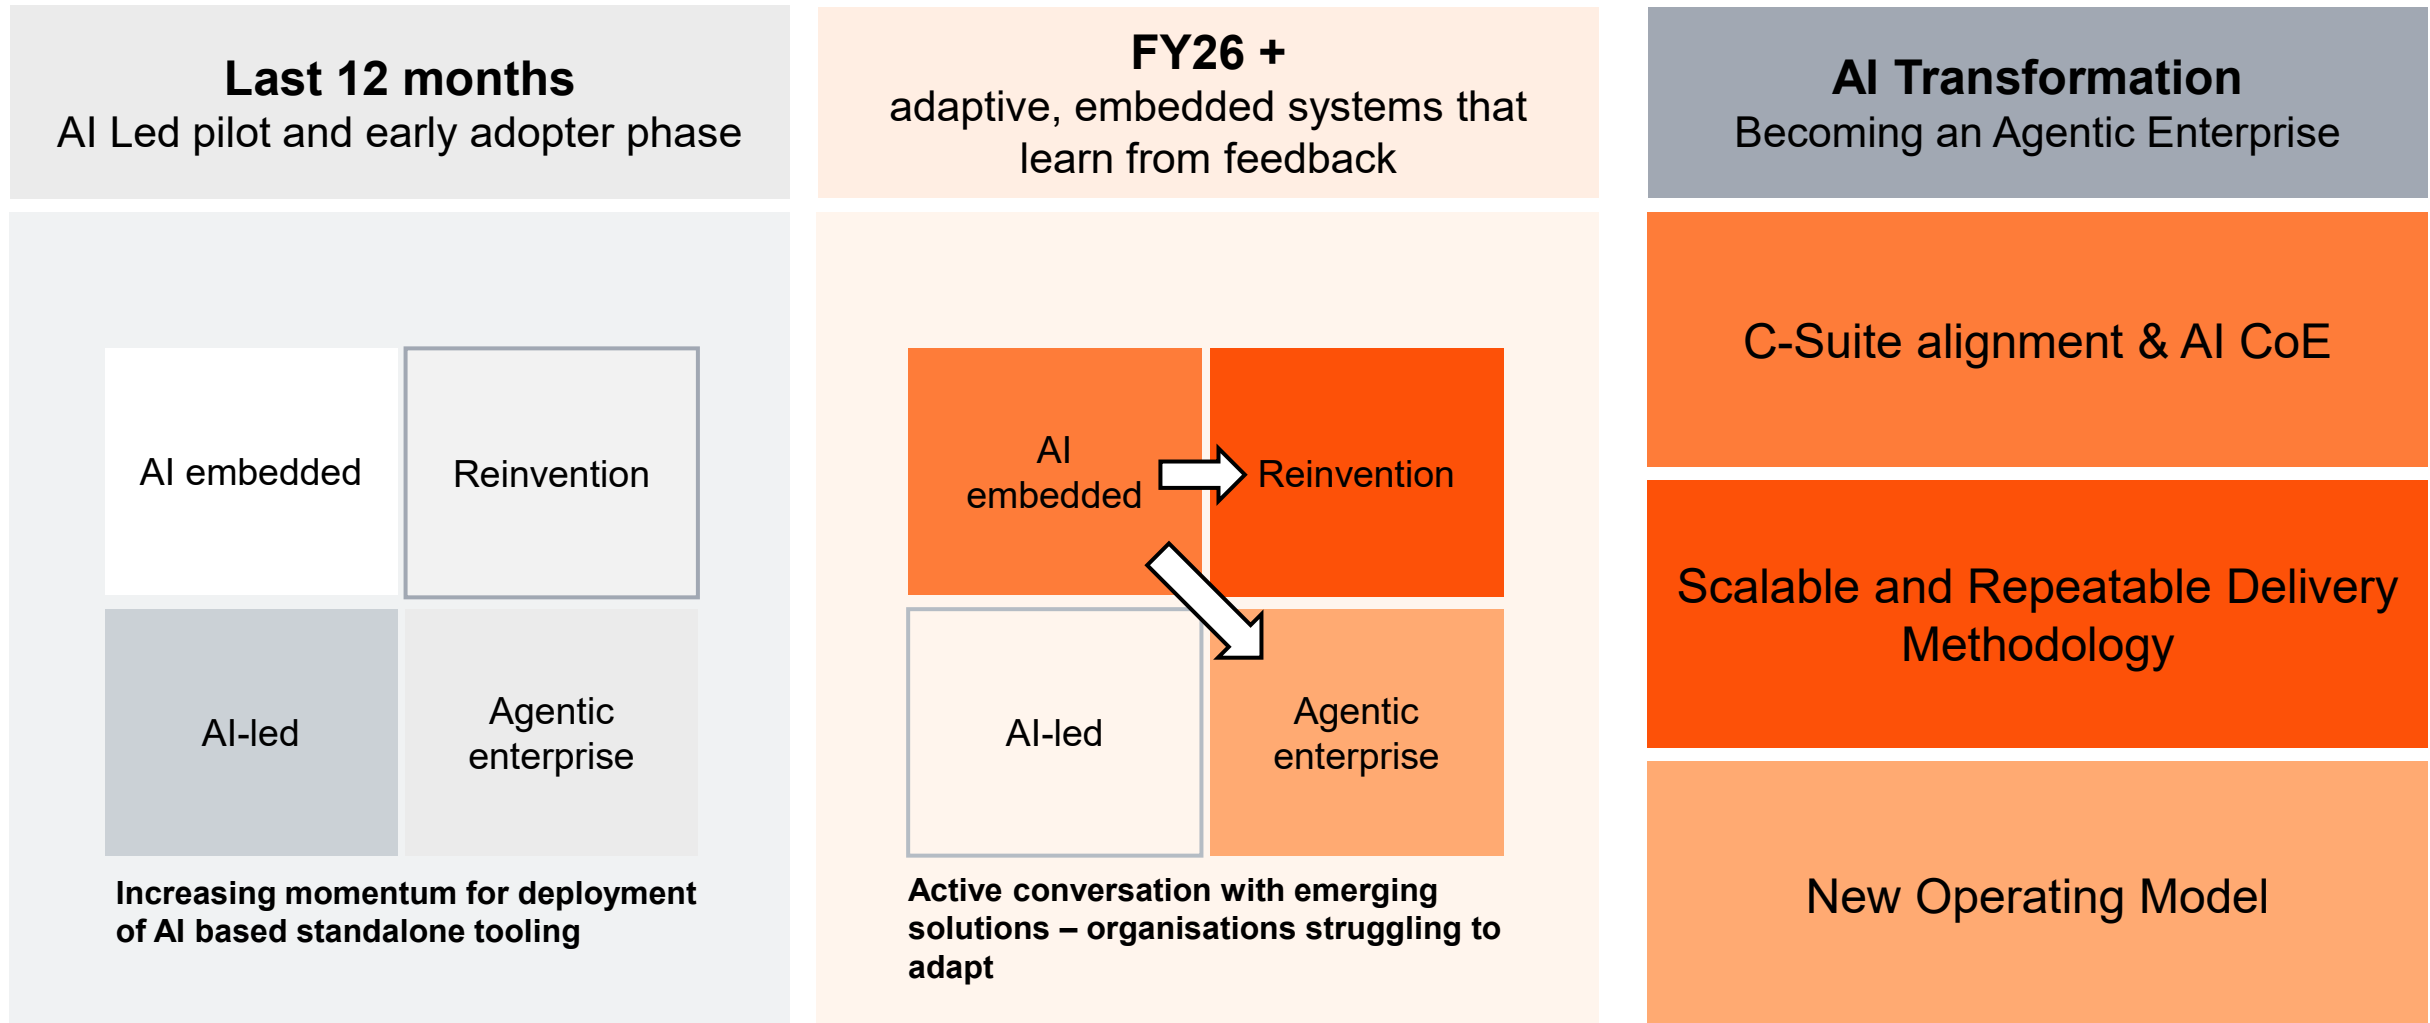 Last 12 months
AI Led pilot and early adopter phase
AI embedded
Reinvention
AI-led
Agentic
enterprise
Increasing momentum for deployment
of AI based standalone tooling
FY26 +
adaptive, embedded systems that
learn from feedback
AI
embedded
Reinvention
AI-led
Agentic
enterprise
Active conversation with emerging
solutions – organisations struggling to
adapt
AI Transformation
Becoming an Agentic Enterprise
C-Suite alignment & AI CoE
Scalable and Repeatable Delivery
Methodology
New Operating Model